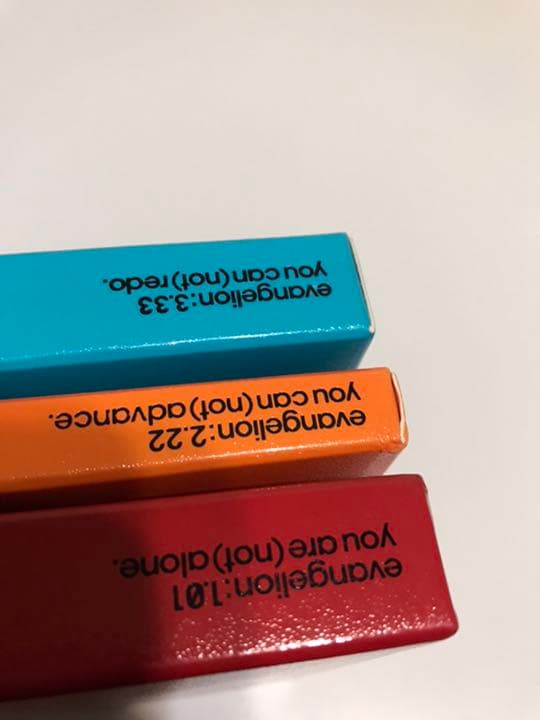 evangelion:3.33
you can (not) redo.
evangelion:2.22
you can (not) advance.
evangelion:1.01
you are (not) alone.